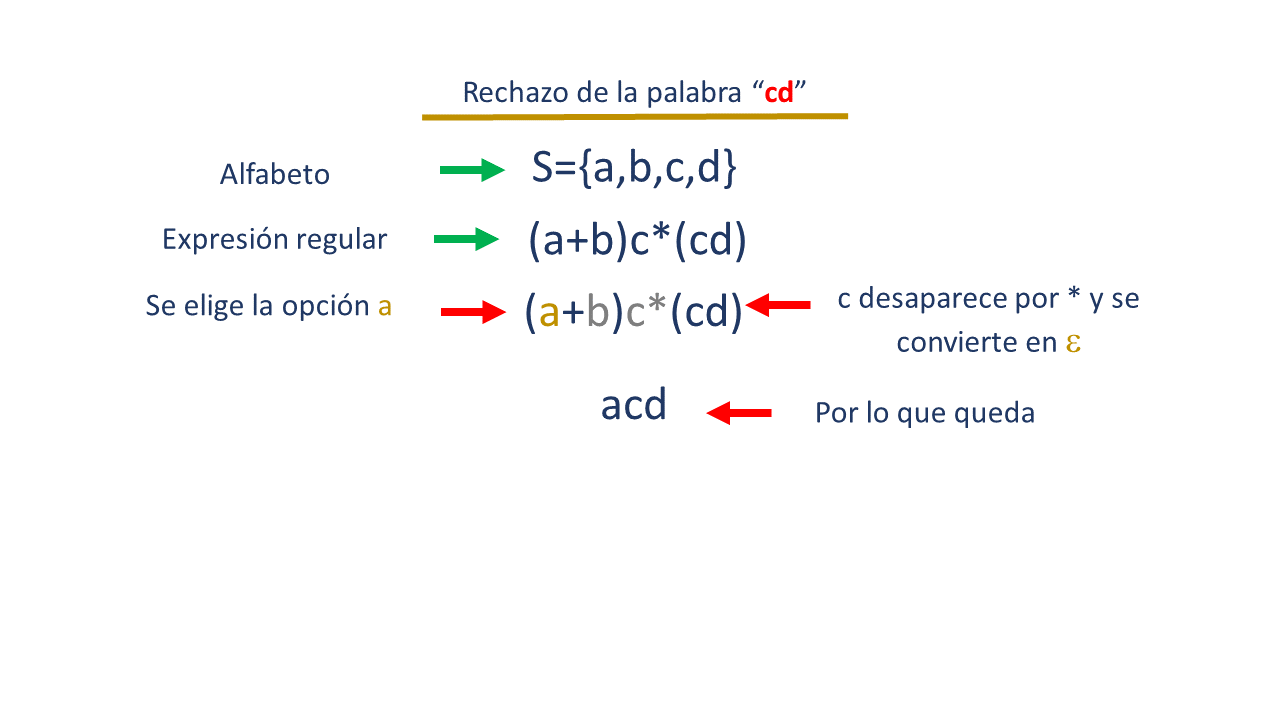 Rechazo de la palabra “cd”
Alfabeto
S={a,b,c,d}
Expresión regular
(a+b)c*(cd)
Se elige la opción a
(a+b)c*(cd)
c desaparece por * y se
convierte en ε
acd
Por lo que queda